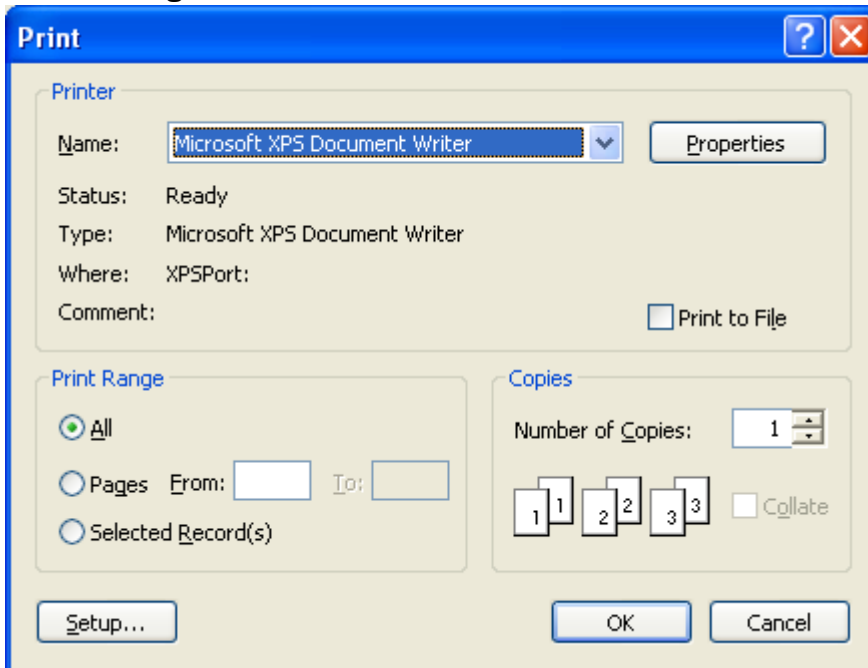 Print
Printer
Name: Microsoft XPS Document Writer Properties
Status: Ready
Type: Microsoft XPS Document Writer
Where: XPSPort:
Comment: Print to File
Print Range
All
Pages From: To:
Selected Record(s)
Copies
Number of Copies: 1
1 1 2 2 3 3 Collate
Setup... OK Cancel